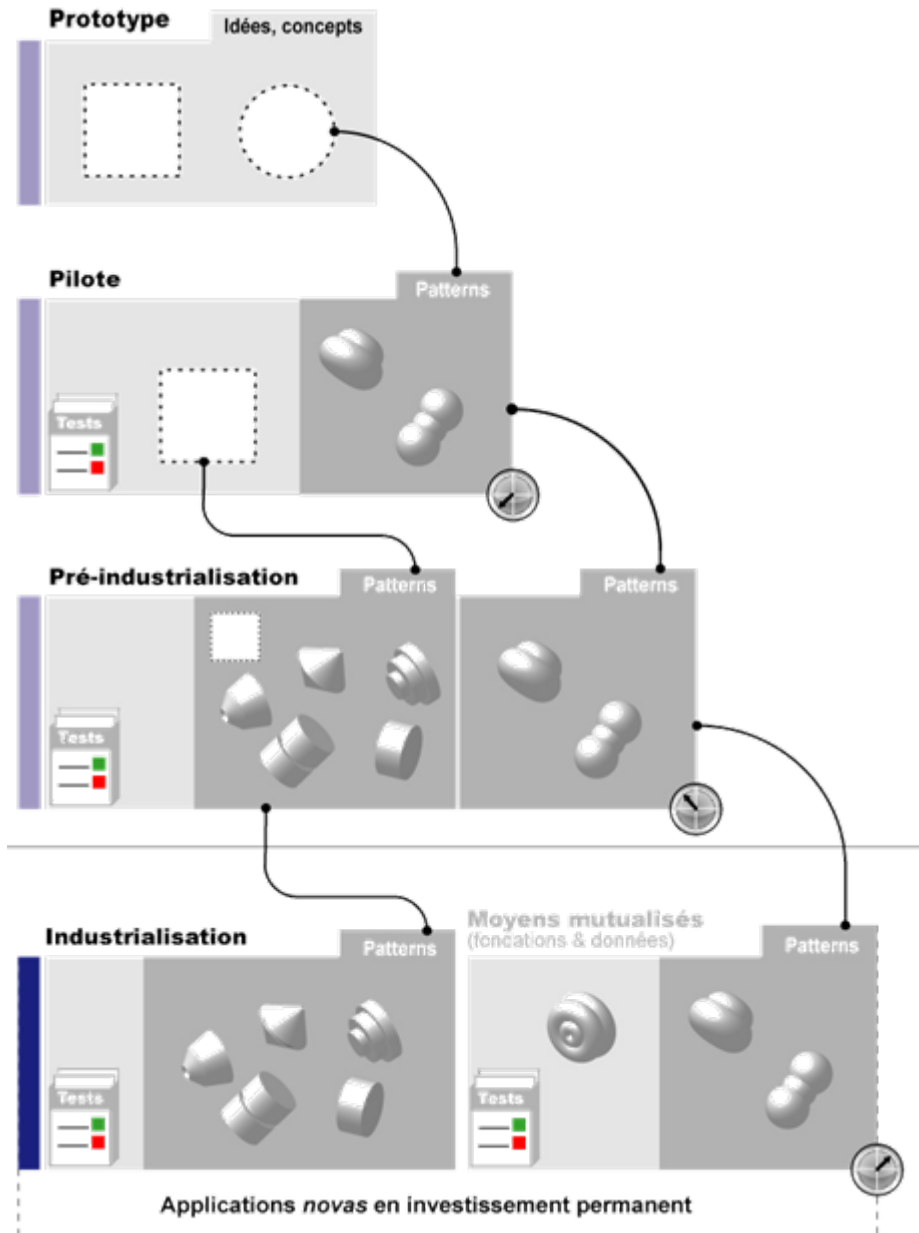 Prototype
Idées, concepts
Pilote
Patterns
Tests
Pré-industrialisation
Patterns
Patterns
Tests
Industrialisation
Patterns
Moyens mutualisés
(foncations & données)
Patterns
Tests
Tests
Applications novas en investissement permanent